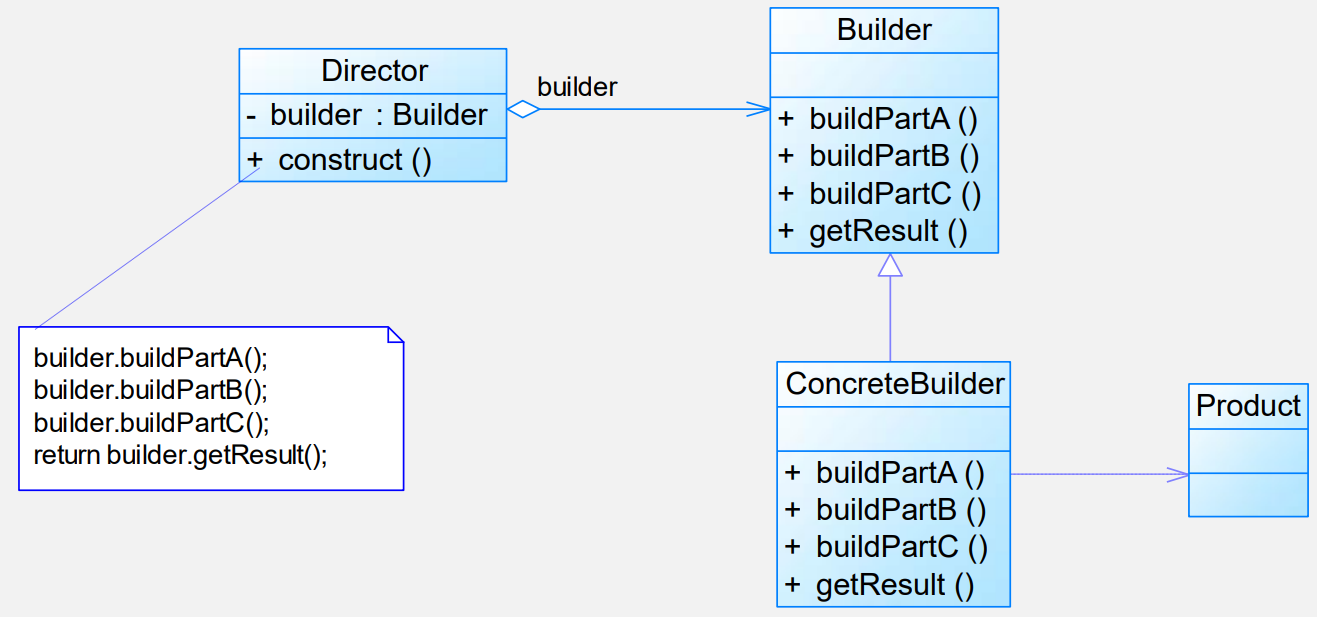 Director
- builder : Builder
+ construct ()
builder
Builder
+ buildPartA ()
+ buildPartB ()
+ buildPartC ()
+ getResult ()
builder.buildPartA();
builder.buildPartB();
builder.buildPartC();
return builder.getResult();
ConcreteBuilder
+ buildPartA ()
+ buildPartB ()
+ buildPartC ()
+ getResult ()
Product